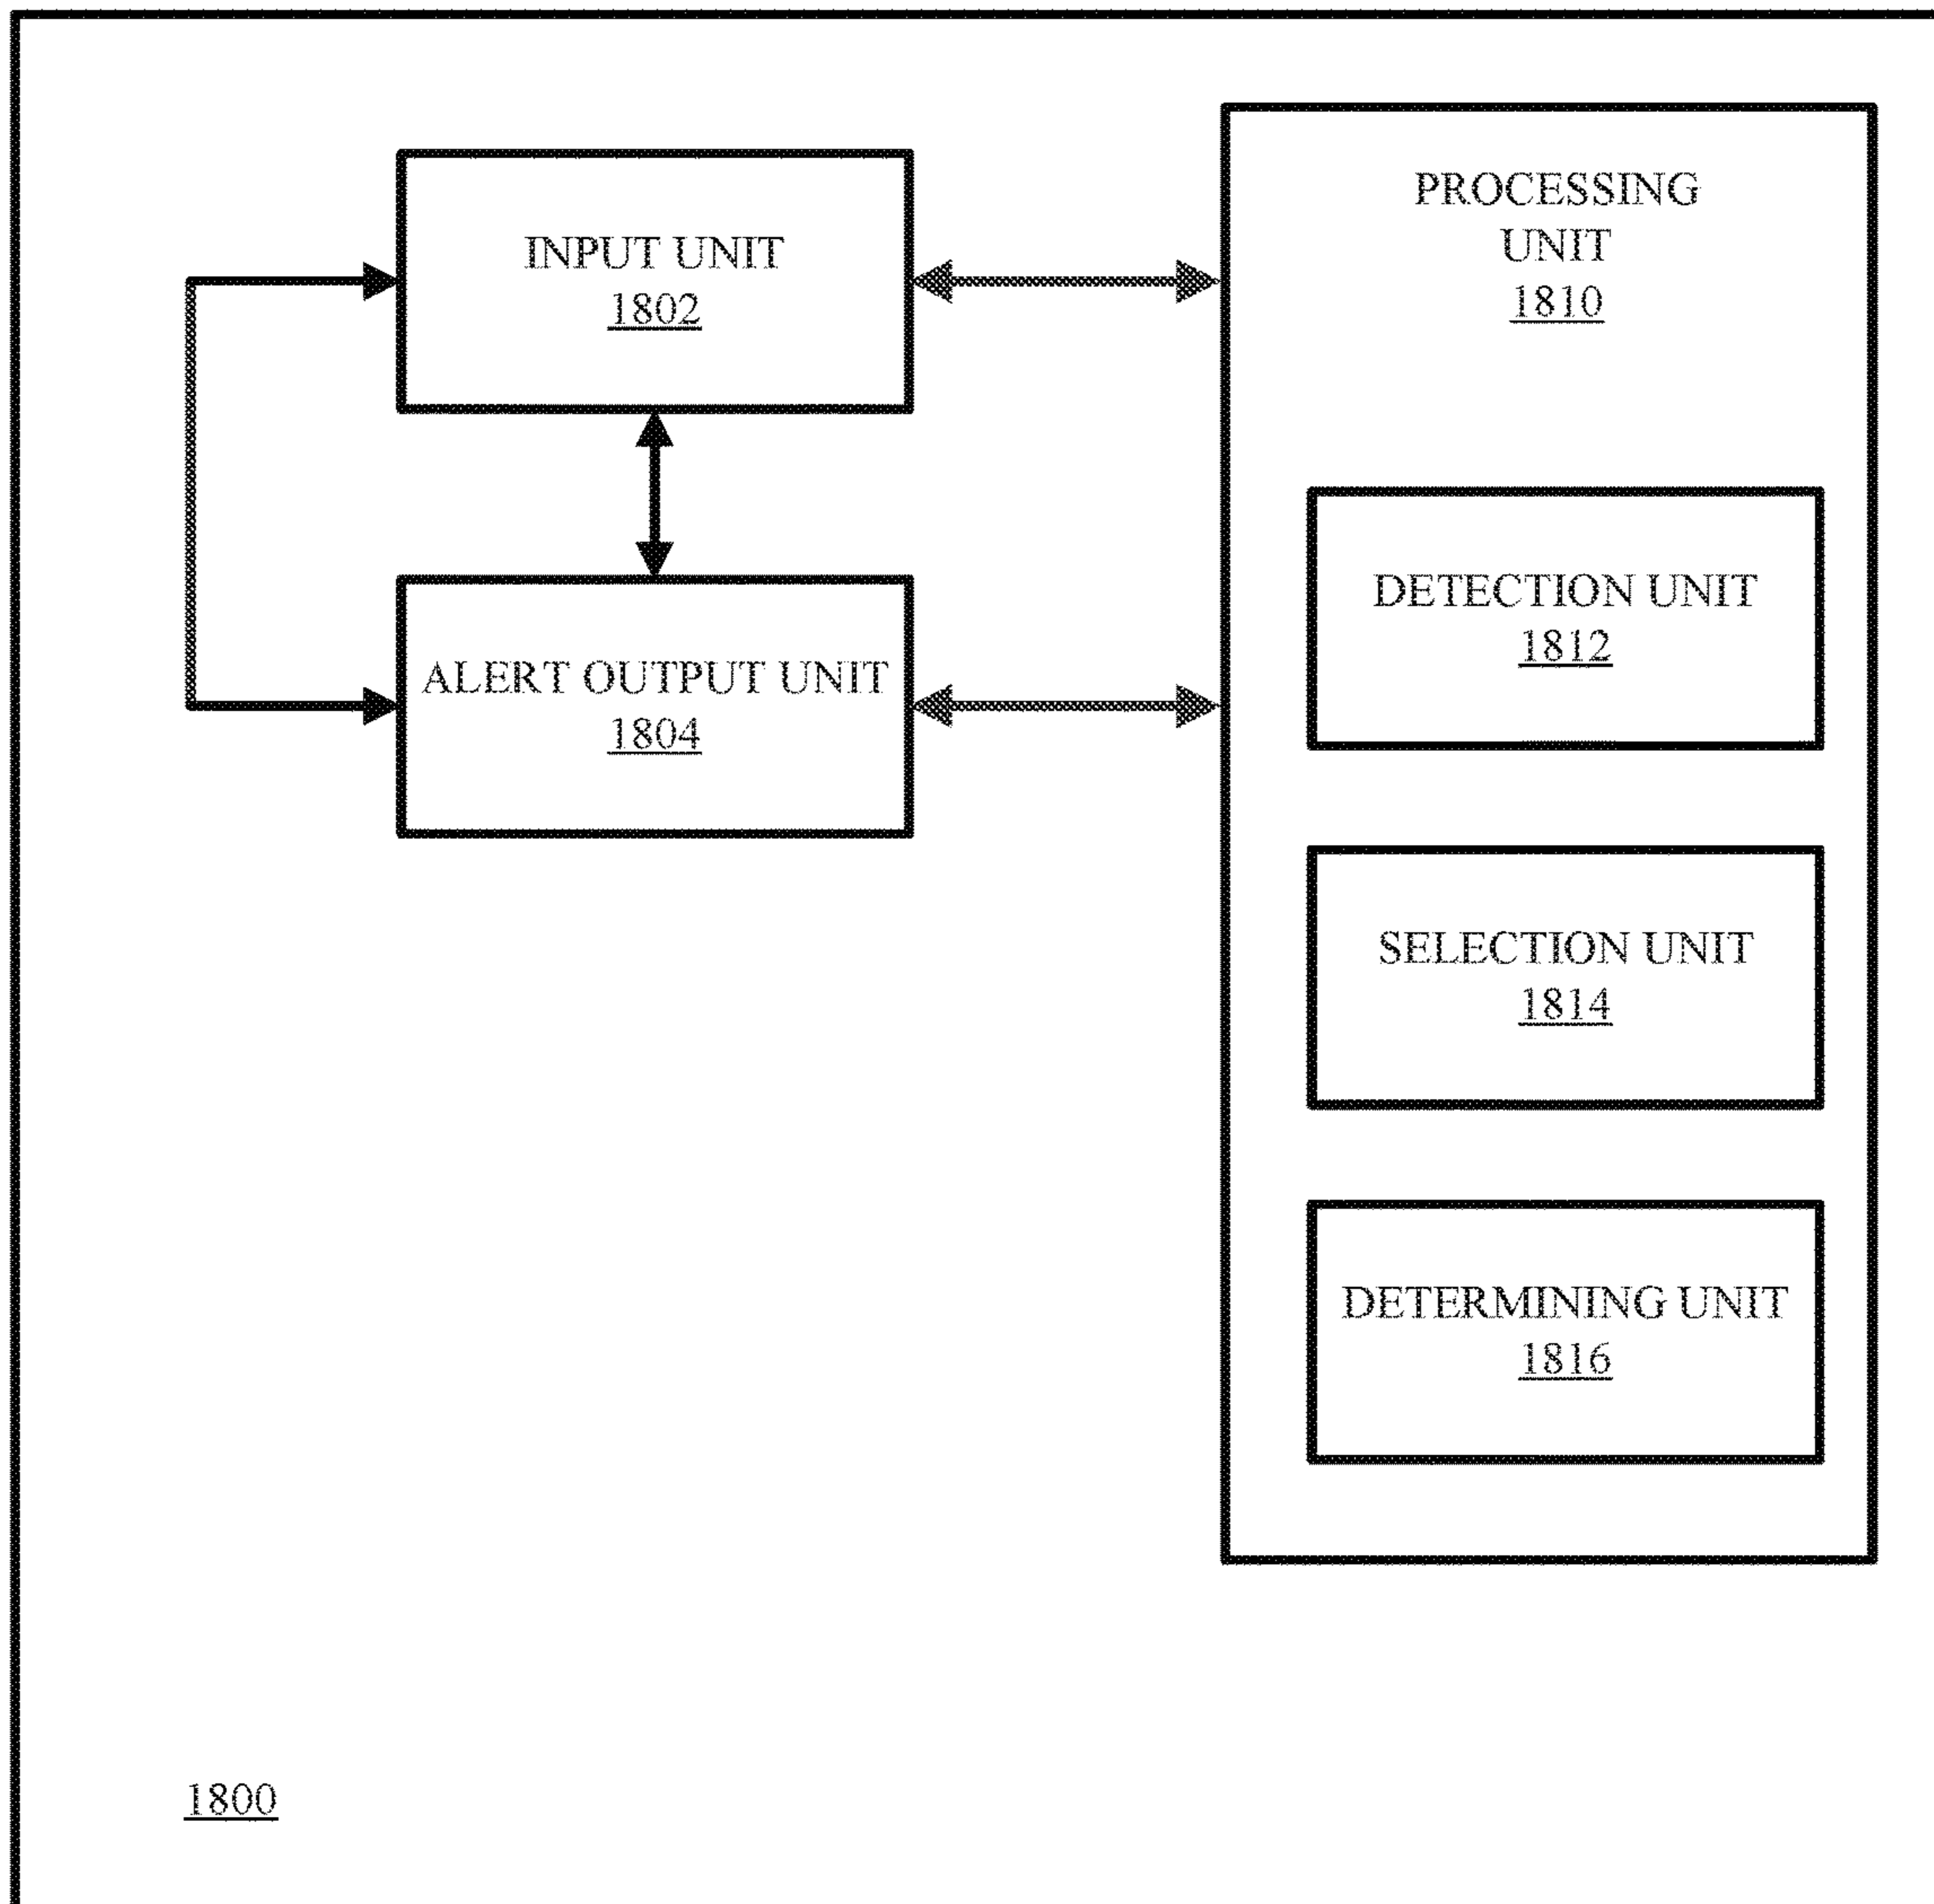 INPUT UNIT
1802
ALERT OUTPUT UNIT
1804
PROCESSING
UNIT
1810
DETECTION UNIT
1812
SELECTION UNIT
1814
DETERMINING UNIT
1816
1800